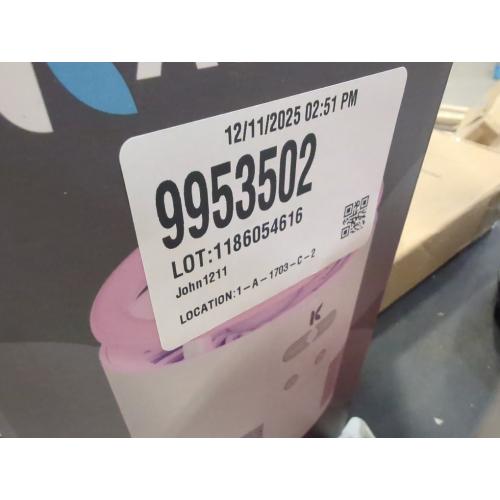 12/11/2025 02:51 PM
9953502
LOT:1186054616
John1211
LOCATION:1-A-1703-C-2
K